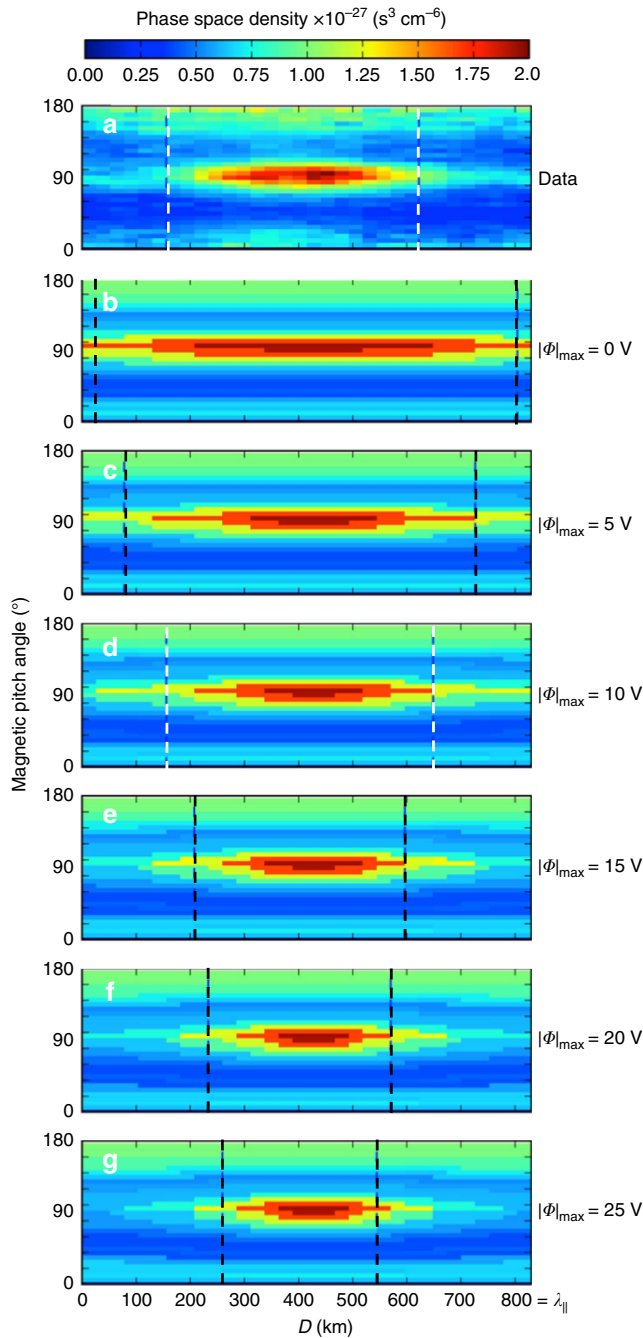 Phase space density ×10⁻²⁷ (s³ cm⁻⁶)
0.00 0.25 0.50 0.75 1.00 1.25 1.50 1.75 2.0
180
a
90
Data
0
180
b
90
|Φ|max = 0 V
0
180
c
90
|Φ|max = 5 V
0
180
d
90
|Φ|max = 10 V
0
180
e
90
|Φ|max = 15 V
0
180
f
90
|Φ|max = 20 V
0
180
g
90
|Φ|max = 25 V
0
Magnetic pitch angle (°)
0 100 200 300 400 500 600 700 800 = λ||
D (km)